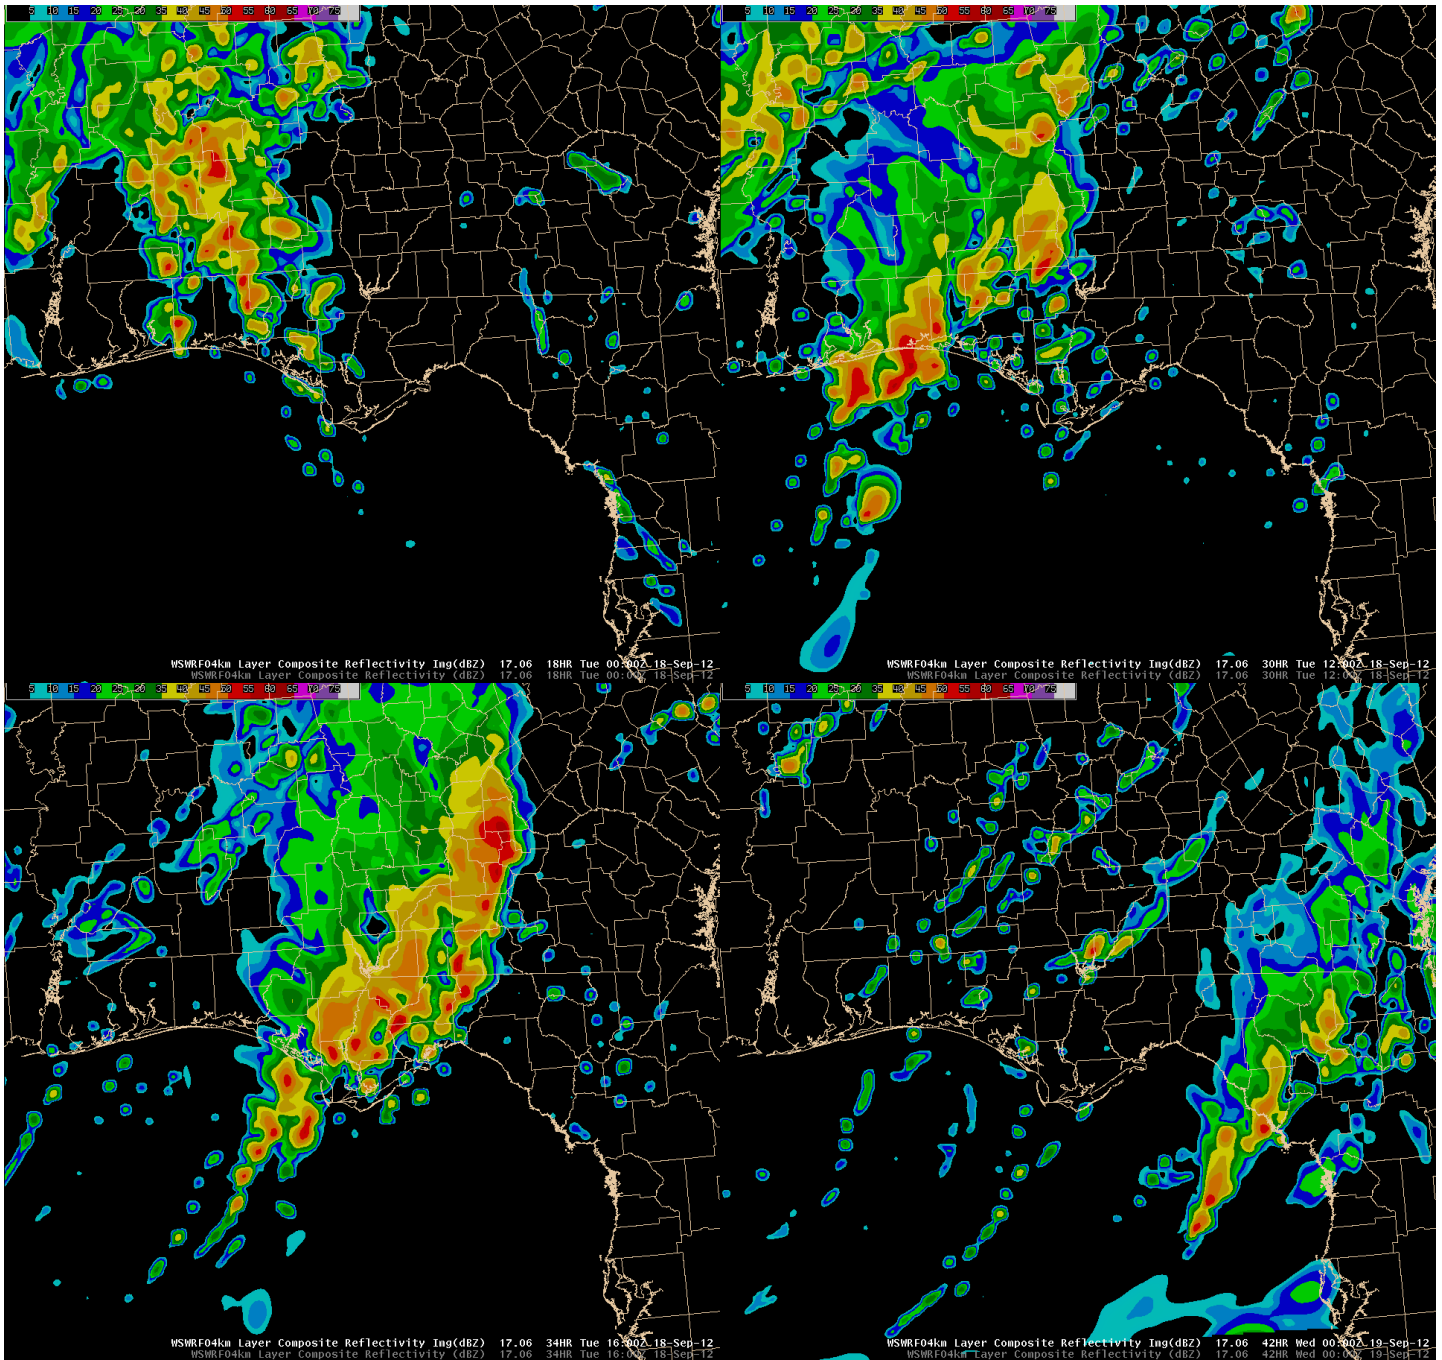 5 10 15 20 25 30 35 40 45 50 55 60 65 70 75
5 10 15 20 25 30 35 40 45 50 55 60 65 70 75
WSWRF04km Layer Composite Reflectivity Img(dBZ) 17.06 18HR Tue 00:00Z 18-Sep-12
WSWRF04km Layer Composite Reflectivity (dBZ) 17.06 18HR Tue 00:00Z 18-Sep-12
WSWRF04km Layer Composite Reflectivity Img(dBZ) 17.06 30HR Tue 12:00Z 18-Sep-12
WSWRF04km Layer Composite Reflectivity (dBZ) 17.06 30HR Tue 12:00Z 18-Sep-12
5 10 15 20 25 30 35 40 45 50 55 60 65 70 75
5 10 15 20 25 30 35 40 45 50 55 60 65 70 75
WSWRF04km Layer Composite Reflectivity Img(dBZ) 17.06 34HR Tue 16:00Z 18-Sep-12
WSWRF04km Layer Composite Reflectivity (dBZ) 17.06 34HR Tue 16:00Z 18-Sep-12
WSWRF04km Layer Composite Reflectivity Img(dBZ) 17.06 42HR Wed 00:00Z 19-Sep-12
WSWRF04km Layer Composite Reflectivity (dBZ) 17.06 42HR Wed 00:00Z 19-Sep-12